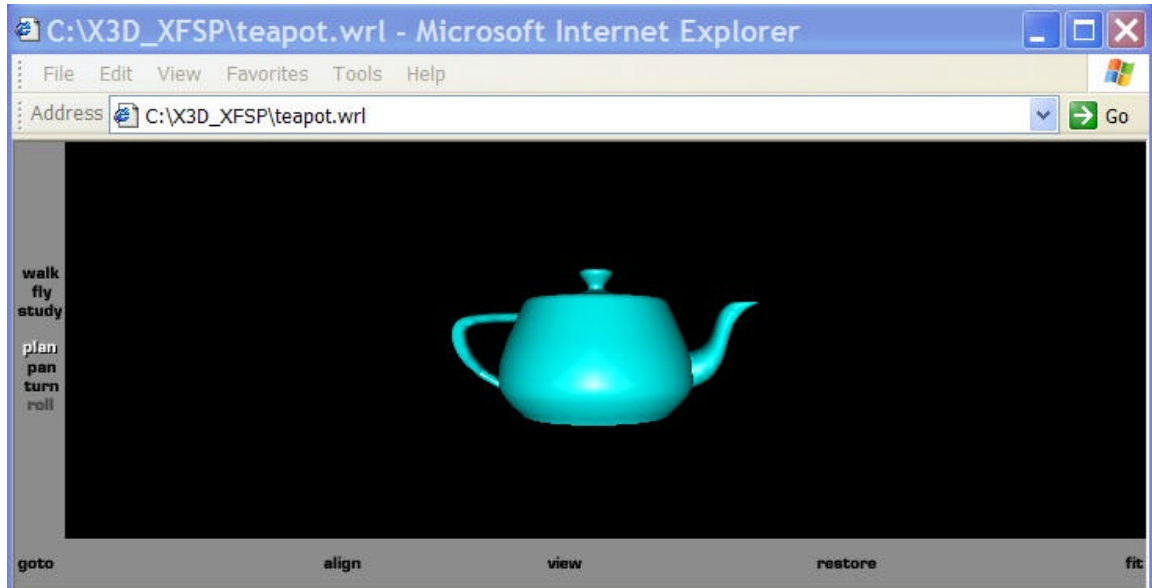 C:\X3D_XFSP\teapot.wrl - Microsoft Internet Explorer
File Edit View Favorites Tools Help
Address C:\X3D_XFSP\teapot.wrl Go
walk
fly
study
plan
pan
turn
roll
goto align view restore fit